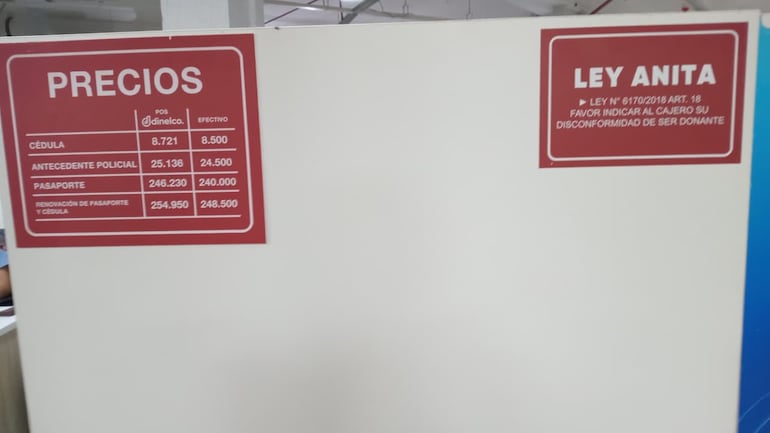 PRECIOS
POS
dinelco. EFECTIVO
CÉDULA 8.721 8.500
ANTECEDENTE POLICIAL 25.136 24.500
PASAPORTE 246.230 240.000
RENOVACIÓN DE PASAPORTE
Y CÉDULA 254.950 248.500
LEY ANITA
► LEY N° 6170/2018 ART. 18
FAVOR INDICAR AL CAJERO SU
DISCONFORMIDAD DE SER DONANTE